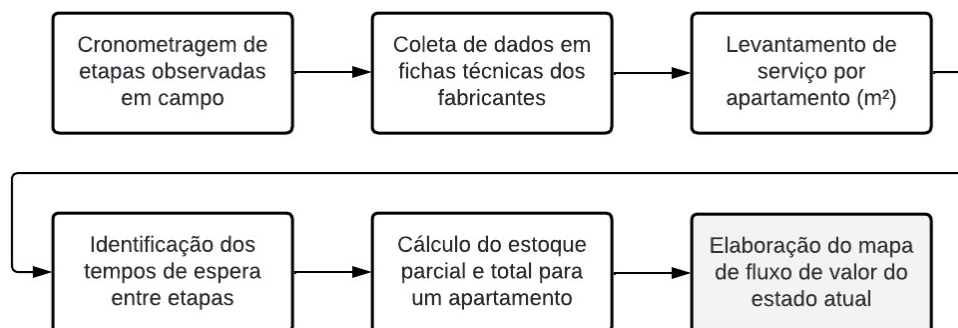 Cronometragem de
etapas observadas
em campo
Coleta de dados em
fichas técnicas dos
fabricantes
Levantamento de
serviço por
apartamento (m²)
Identificação dos
tempos de espera
entre etapas
Cálculo do estoque
parcial e total para
um apartamento
Elaboração do mapa
de fluxo de valor do
estado atual